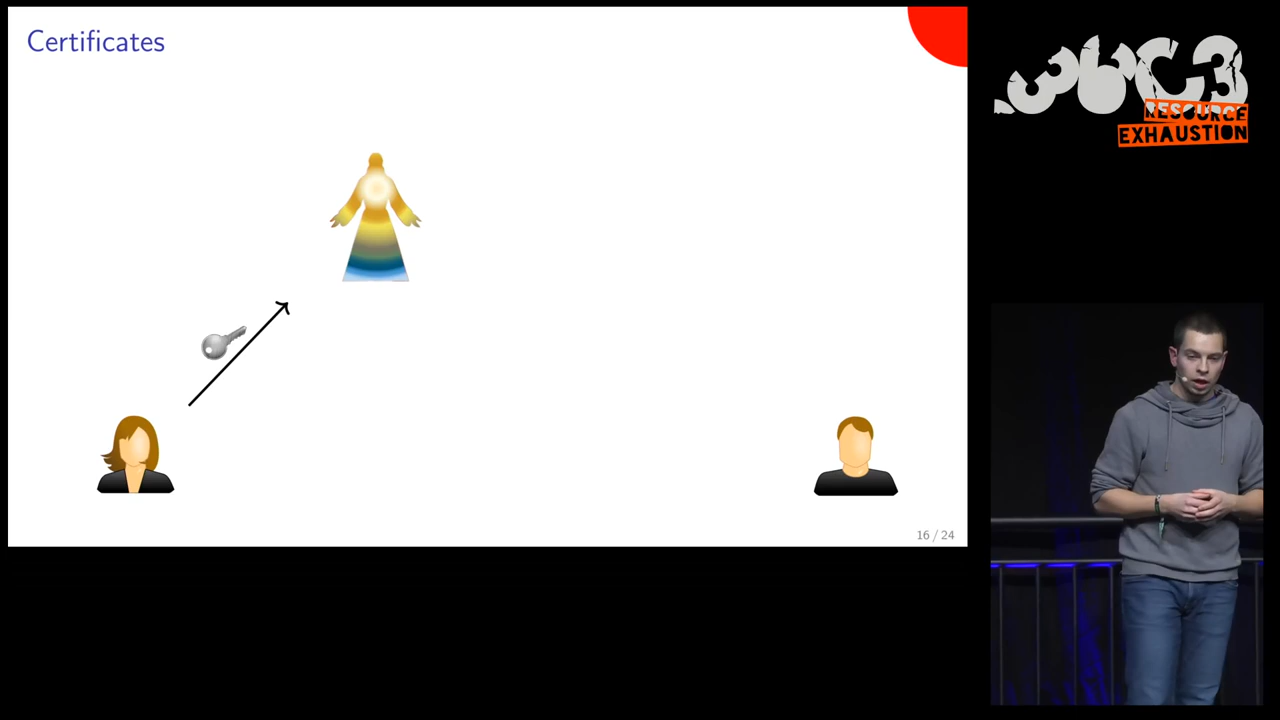 Certificates
36C3
RESOURCE
EXHAUSTION
16 / 24